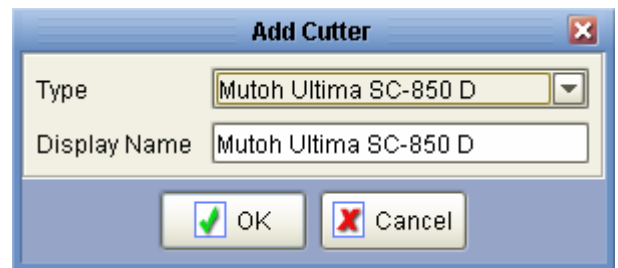 Add Cutter
Type Mutoh Ultima SC-850 D
Display Name Mutoh Ultima SC-850 D
OK Cancel